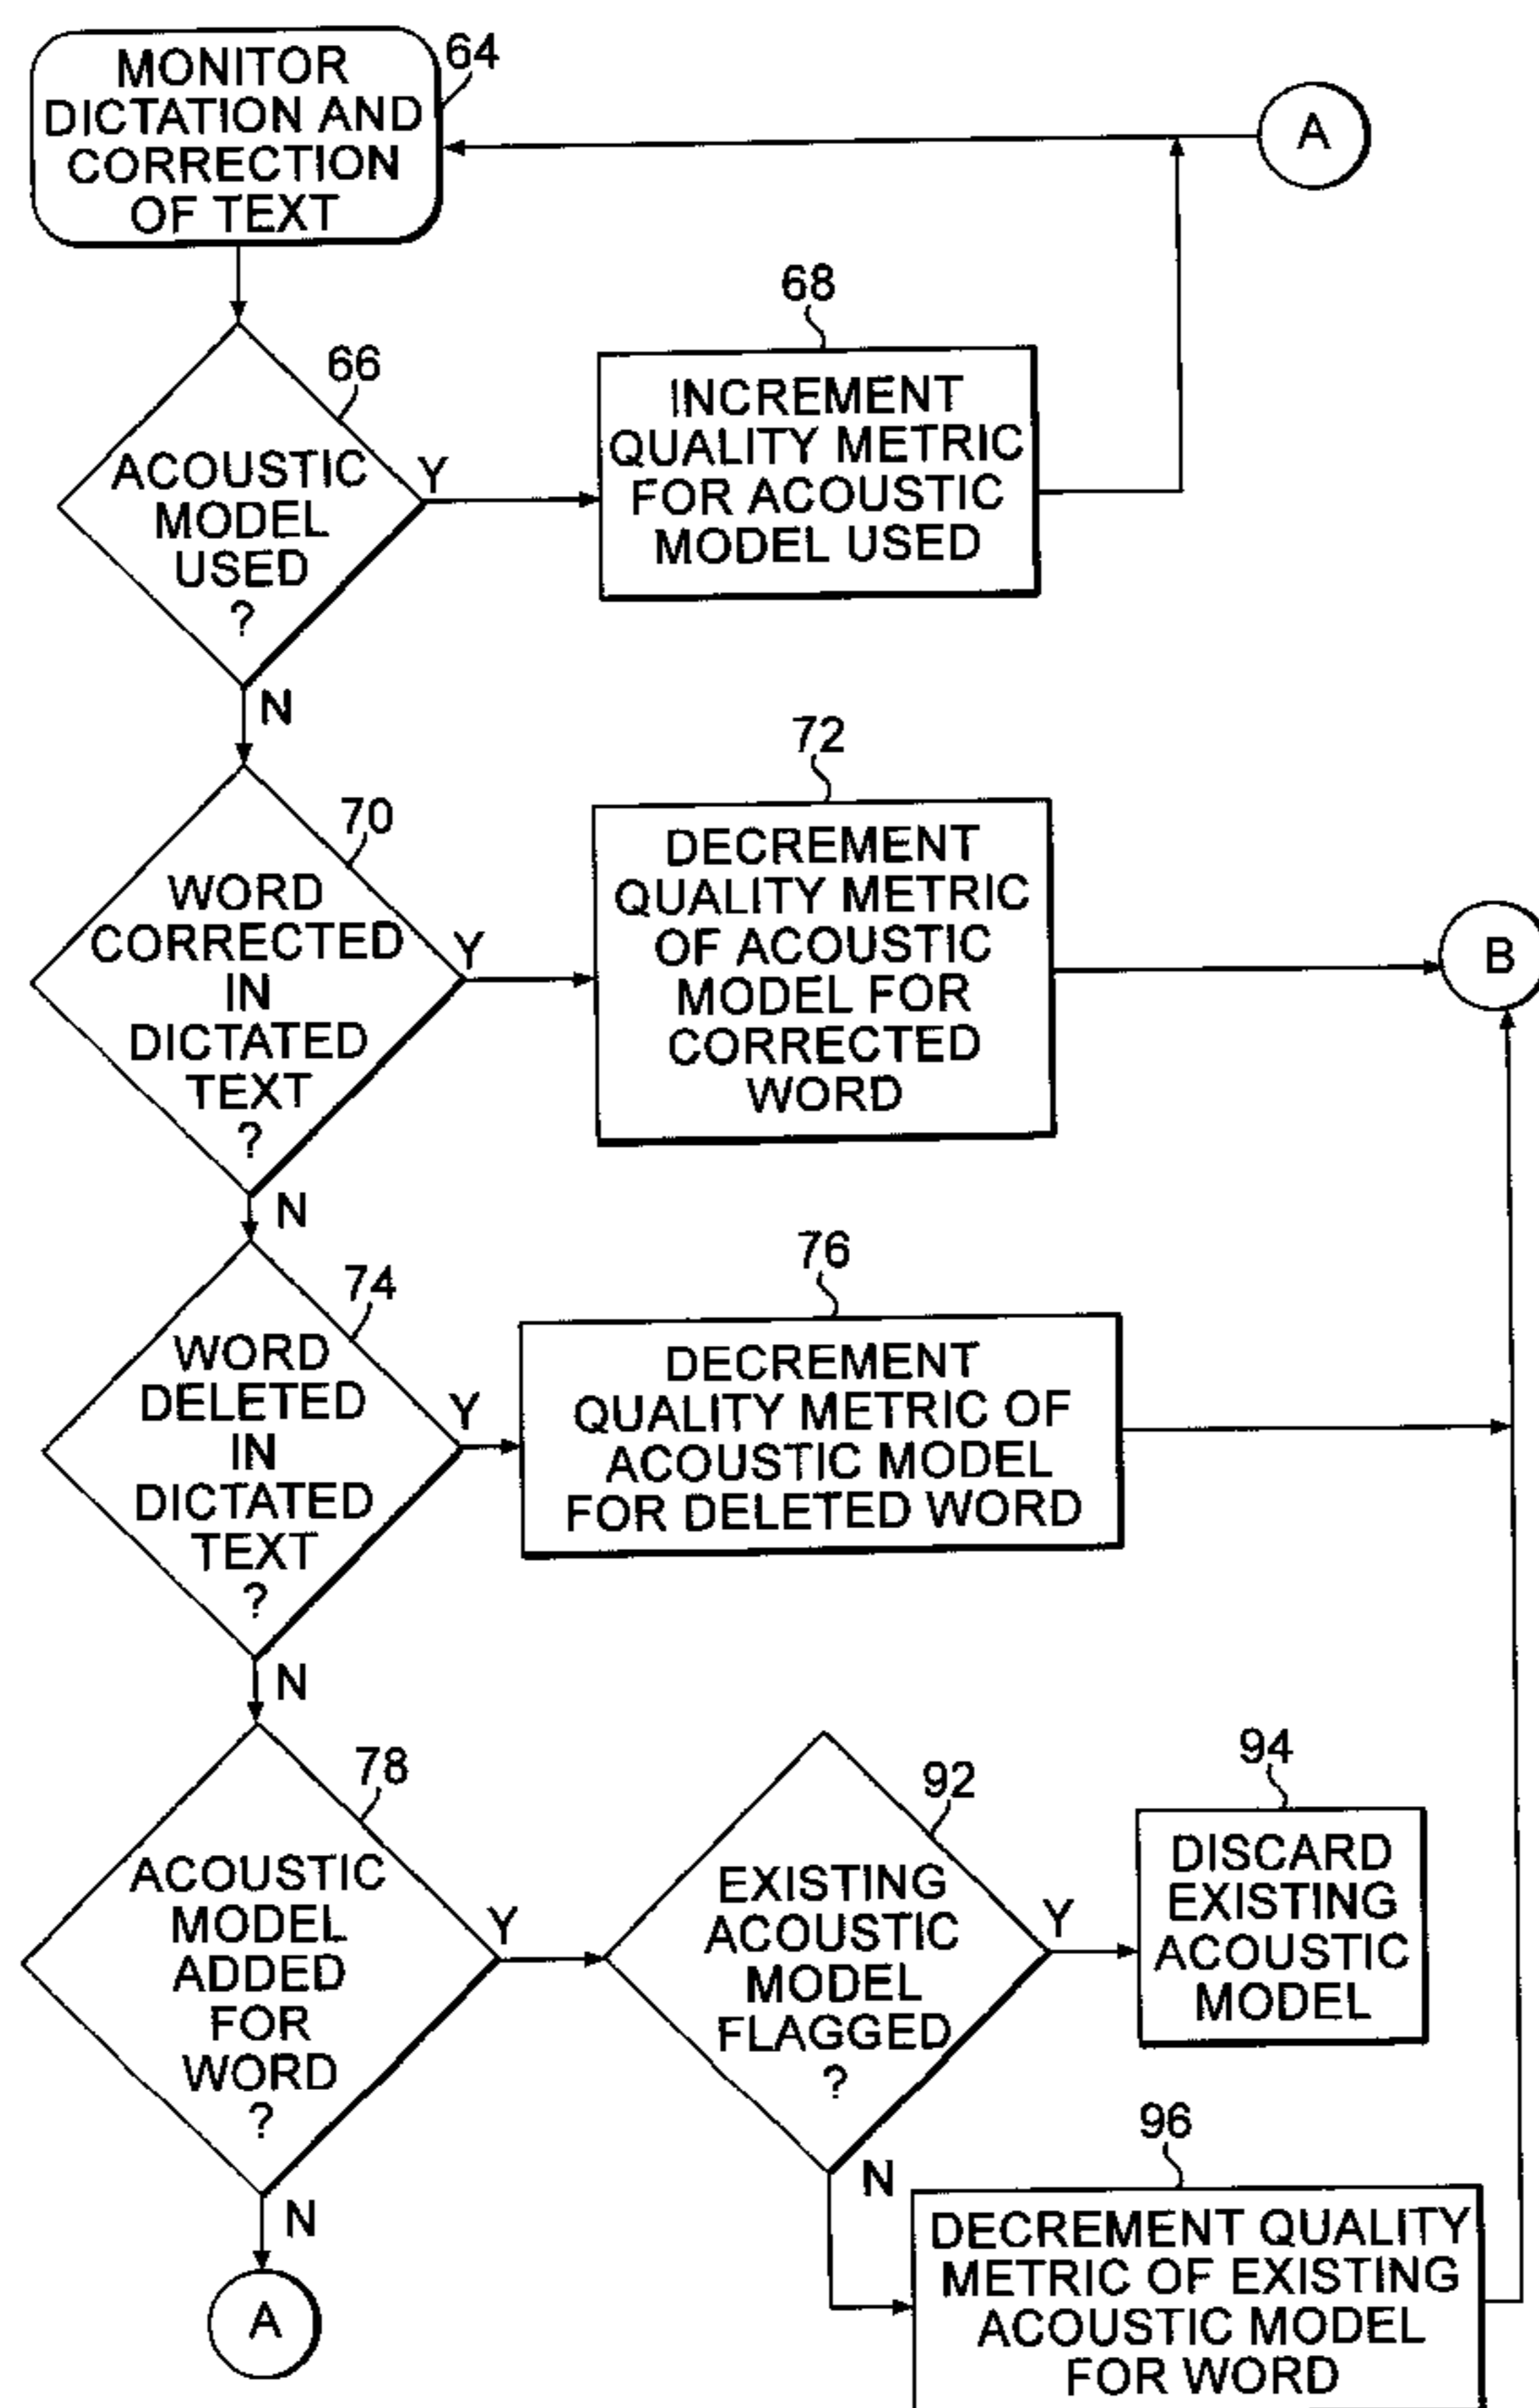 MONITOR
DICTATION AND
CORRECTION
OF TEXT
64
A
66
ACOUSTIC
MODEL
USED
?
Y
N
68
INCREMENT
QUALITY METRIC
FOR ACOUSTIC
MODEL USED
70
WORD
CORRECTED
IN
DICTATED
TEXT
?
Y
N
72
DECREMENT
QUALITY METRIC
OF ACOUSTIC
MODEL FOR
CORRECTED
WORD
B
74
WORD
DELETED
IN
DICTATED
TEXT
?
Y
N
76
DECREMENT
QUALITY METRIC OF
ACOUSTIC MODEL
FOR DELETED WORD
78
ACOUSTIC
MODEL
ADDED
FOR
WORD
?
Y
N
A
92
EXISTING
ACOUSTIC
MODEL
FLAGGED
?
Y
N
94
DISCARD
EXISTING
ACOUSTIC
MODEL
96
DECREMENT QUALITY
METRIC OF EXISTING
ACOUSTIC MODEL
FOR WORD